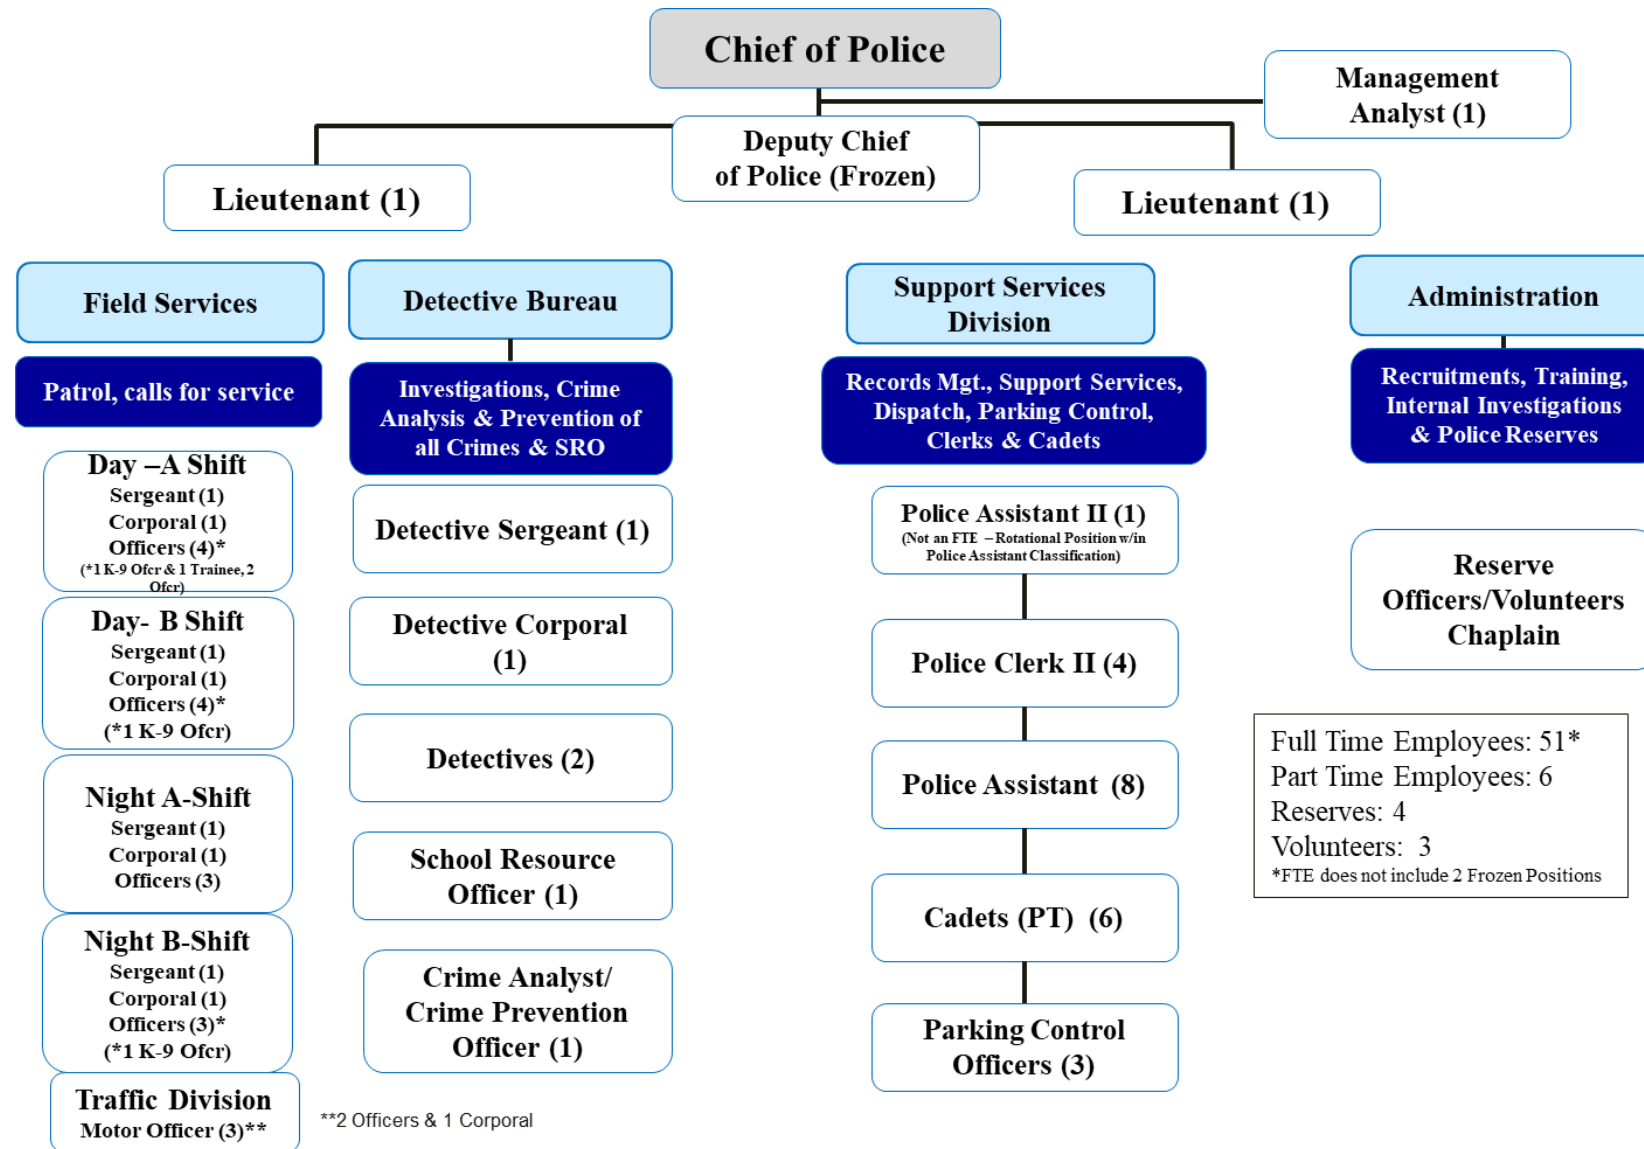 Chief of Police
Management
Analyst (1)
Deputy Chief
of Police (Frozen)
Lieutenant (1)
Lieutenant (1)
Field Services
Patrol, calls for service
Day –A Shift
Sergeant (1)
Corporal (1)
Officers (4)*
(*1 K-9 Ofcr & 1 Trainee, 2
Ofcr)
Day- B Shift
Sergeant (1)
Corporal (1)
Officers (4)*
(*1 K-9 Ofcr)
Night A-Shift
Sergeant (1)
Corporal (1)
Officers (3)
Night B-Shift
Sergeant (1)
Corporal (1)
Officers (3)*
(*1 K-9 Ofcr)
Traffic Division
Motor Officer (3)**
**2 Officers & 1 Corporal
Detective Bureau
Investigations, Crime
Analysis & Prevention of
all Crimes & SRO
Detective Sergeant (1)
Detective Corporal
(1)
Detectives (2)
School Resource
Officer (1)
Crime Analyst/
Crime Prevention
Officer (1)
Support Services
Division
Records Mgt., Support Services,
Dispatch, Parking Control,
Clerks & Cadets
Police Assistant II (1)
(Not an FTE – Rotational Position w/in
Police Assistant Classification)
Police Clerk II (4)
Police Assistant (8)
Cadets (PT) (6)
Parking Control
Officers (3)
Administration
Recruitments, Training,
Internal Investigations
& Police Reserves
Reserve
Officers/Volunteers
Chaplain
Full Time Employees: 51*
Part Time Employees: 6
Reserves: 4
Volunteers: 3
*FTE does not include 2 Frozen Positions